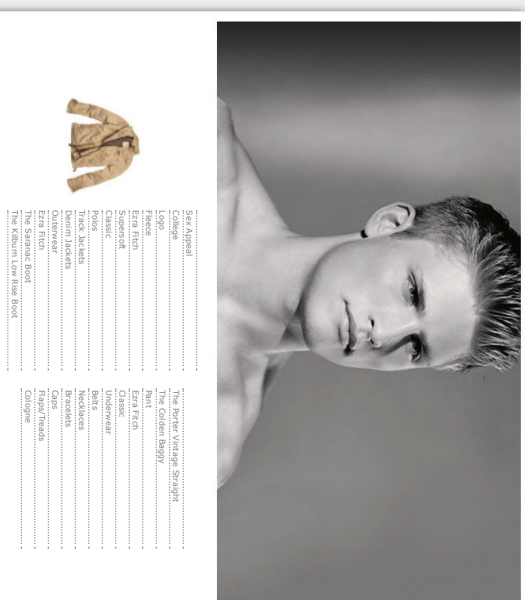 Sex Appeal
College
Logo
Fleece
Ezra Fitch
Supersoft
Classic
Polos
Track Jackets
Denim Jackets
Outerwear
Ezra Fitch
The Saranac Boot
The Kilburn Low Rise Boot
The Porter Vintage Straight
The Golden Baggy
Pant
Ezra Fitch
Classic
Underwear
Belts
Necklaces
Bracelets
Caps
Flaps/Treads
Cologne